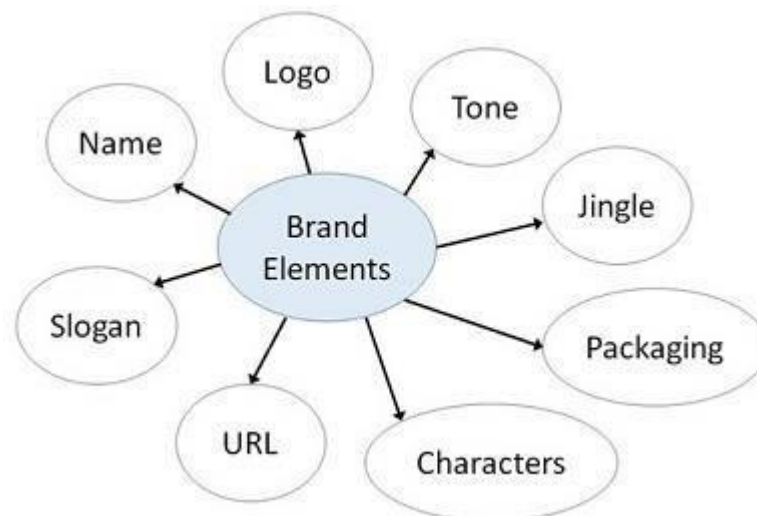 Logo
Tone
Name
Jingle
Brand
Elements
Slogan
Packaging
URL
Characters